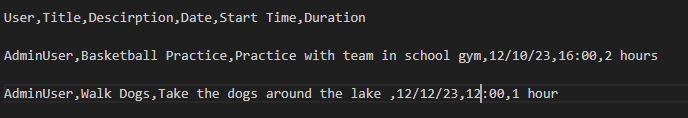 User,Title,Descirption,Date,Start Time,Duration
AdminUser,Basketball Practice,Practice with team in school gym,12/10/23,16:00,2 hours
AdminUser,Walk Dogs,Take the dogs around the lake ,12/12/23,12:00,1 hour